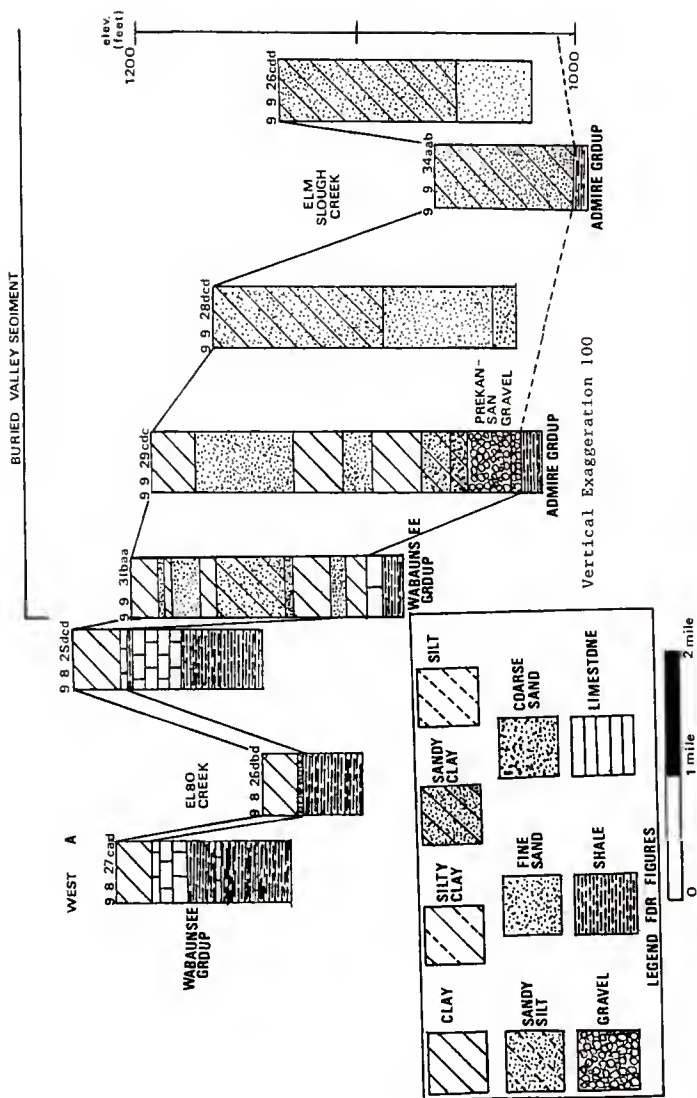 BURIED VALLEY SEDIMENT
elev.
(feet)
1200
1000
WEST A
9 8 27cad
WABAUNSEE
GROUP
ELBO
CREEK
9 8 26dbd
9 8 25dcd
9 9 31baa
WABAUNSEE
GROUP
9 9 29cdc
PREKAN-
SAN
GRAVEL
ADMIRE GROUP
9 9 28dcd
ELM
SLOUGH
CREEK
9 9 34aab
ADMIRE GROUP
9 9 26cdd
Vertical Exaggeration 100
CLAY
SILTY
CLAY
SANDY
CLAY
SILT
SANDY
SILT
FINE
SAND
COARSE
SAND
GRAVEL
SHALE
LIMESTONE
LEGEND FOR FIGURES
0
1 mile
2 mile